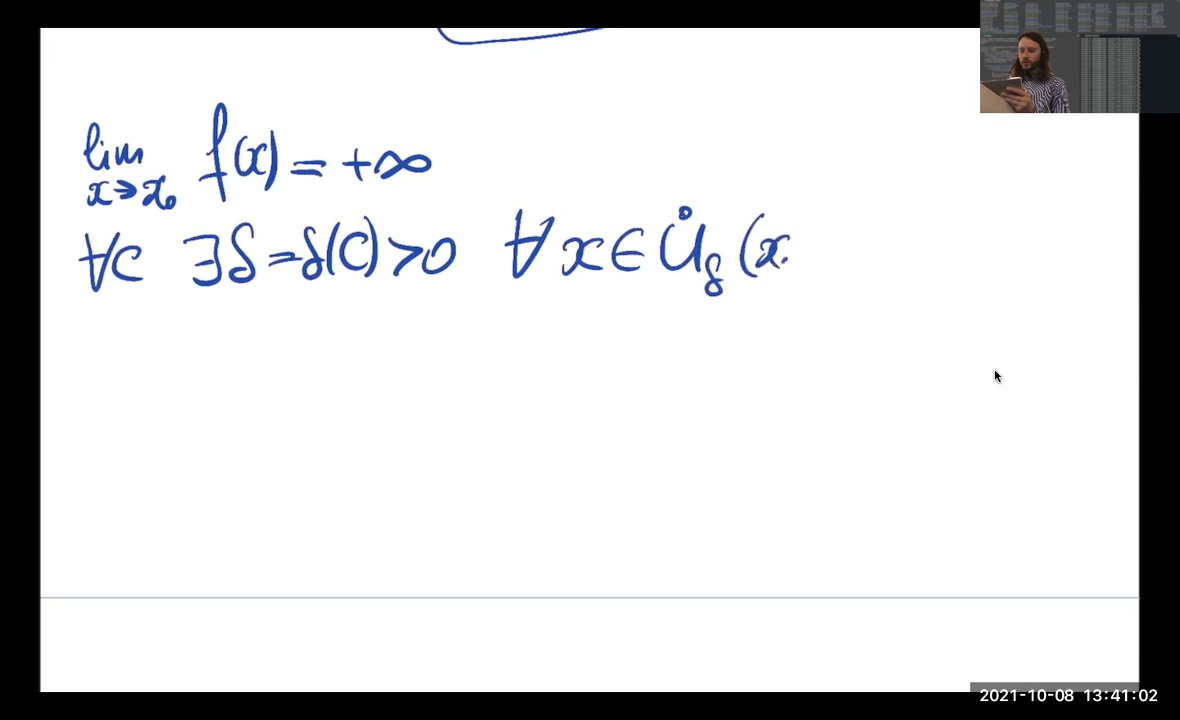 lim f(x) = +∞
x→x₀
∀C ∃δ = δ(C) > 0 ∀x ∈ Ů_δ (x
2021-10-08 13:41:02